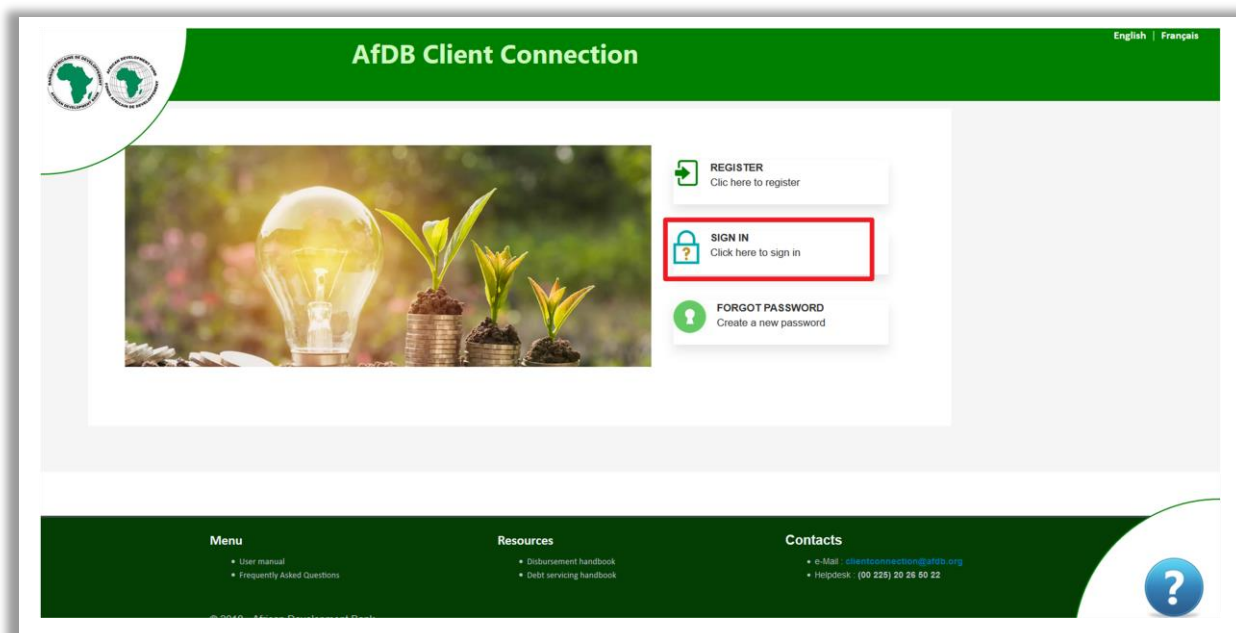 English | Français
AfDB Client Connection
REGISTER
Clic here to register
SIGN IN
Click here to sign in
FORGOT PASSWORD
Create a new password
Menu
• User manual
• Frequently Asked Questions
Resources
• Disbursement handbook
• Debt servicing handbook
Contacts
• e-Mail : clientconnection@afdb.org
• Helpdesk : (00 225) 20 26 50 22
?